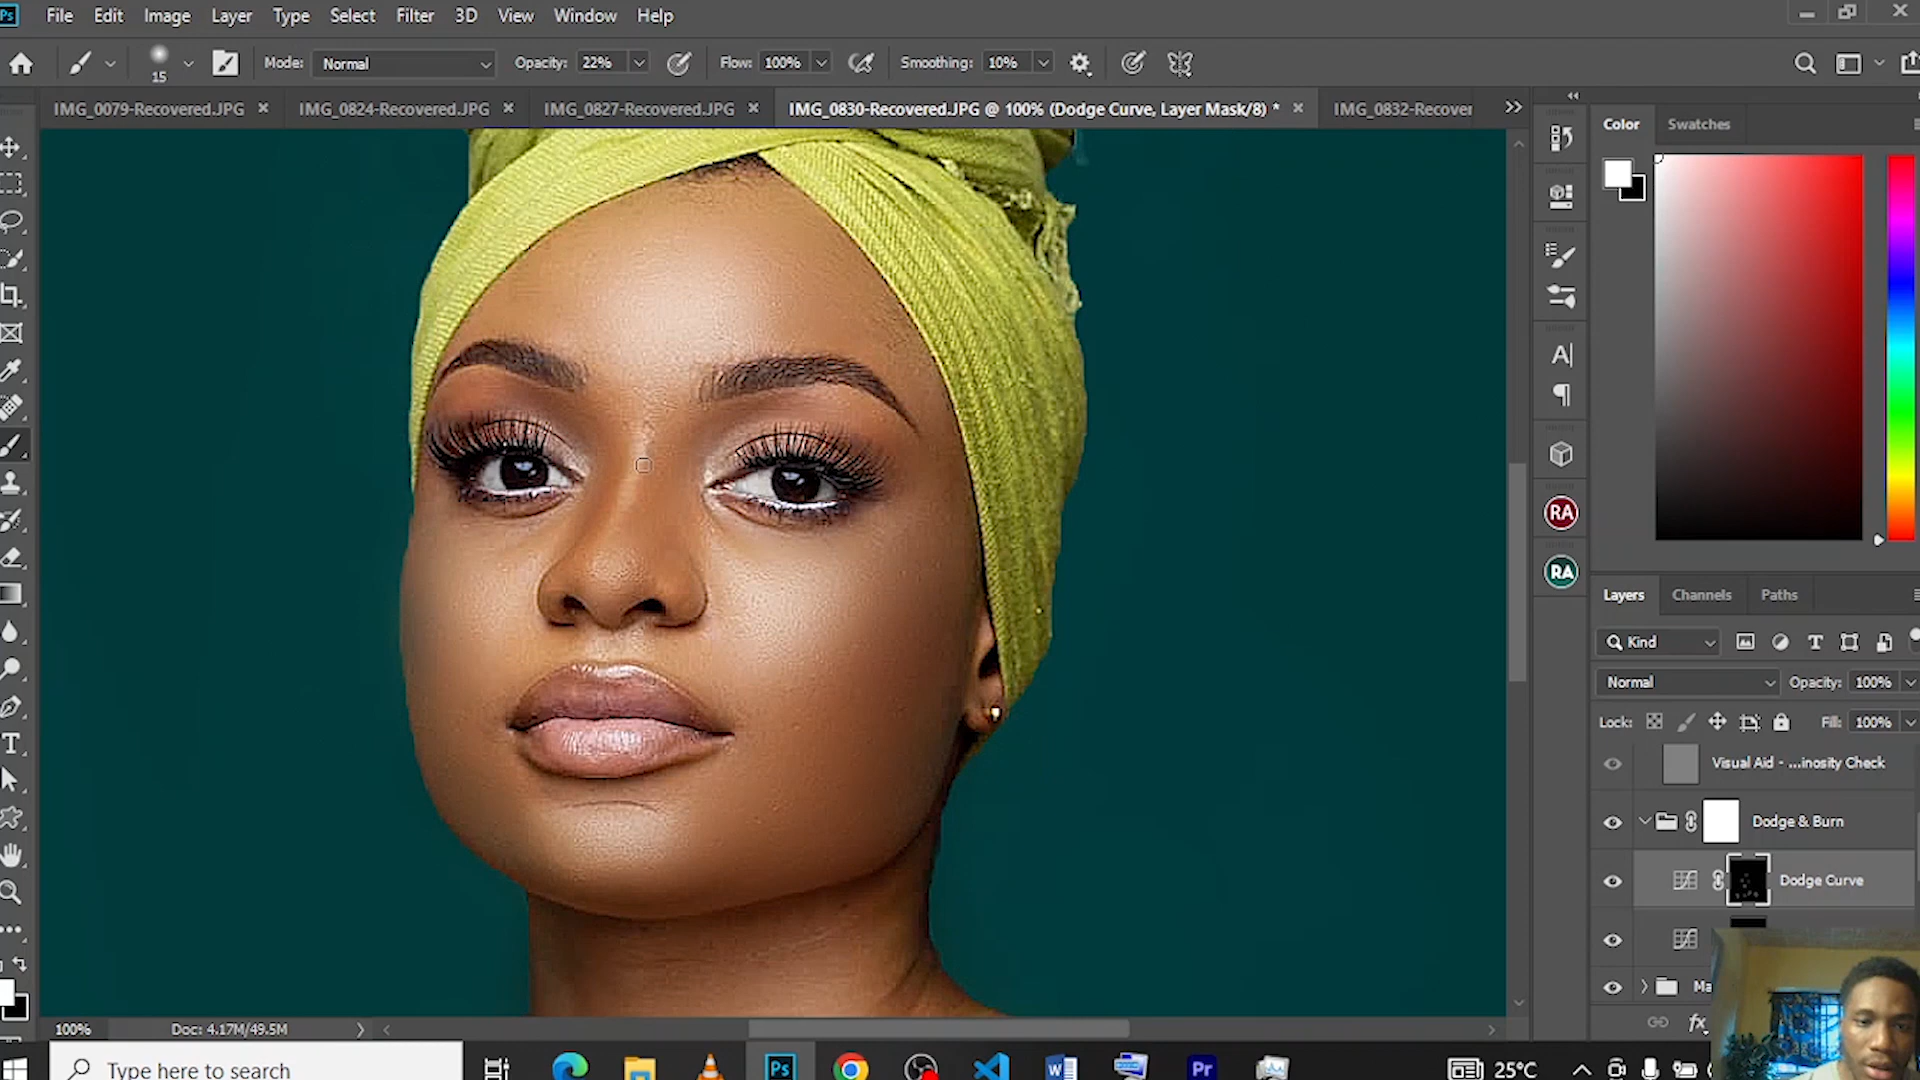 Ps File Edit Image Layer Type Select Filter 3D View Window Help
15 Mode: Normal Opacity: 22% Flow: 100% Smoothing: 10%
IMG_0079-Recovered.JPG IMG_0824-Recovered.JPG IMG_0827-Recovered.JPG IMG_0830-Recovered.JPG @ 100% (Dodge Curve, Layer Mask/8) * IMG_0832-Recover
Color Swatches
A
RA
RA
Layers Channels Paths
Kind
Normal Opacity: 100%
Lock: Fill: 100%
Visual Aid - ...inosity Check
Dodge & Burn
Dodge Curve
Ma
fx
100% Doc: 4.17M/49.5M
Type here to search Ps W Pr 25°C